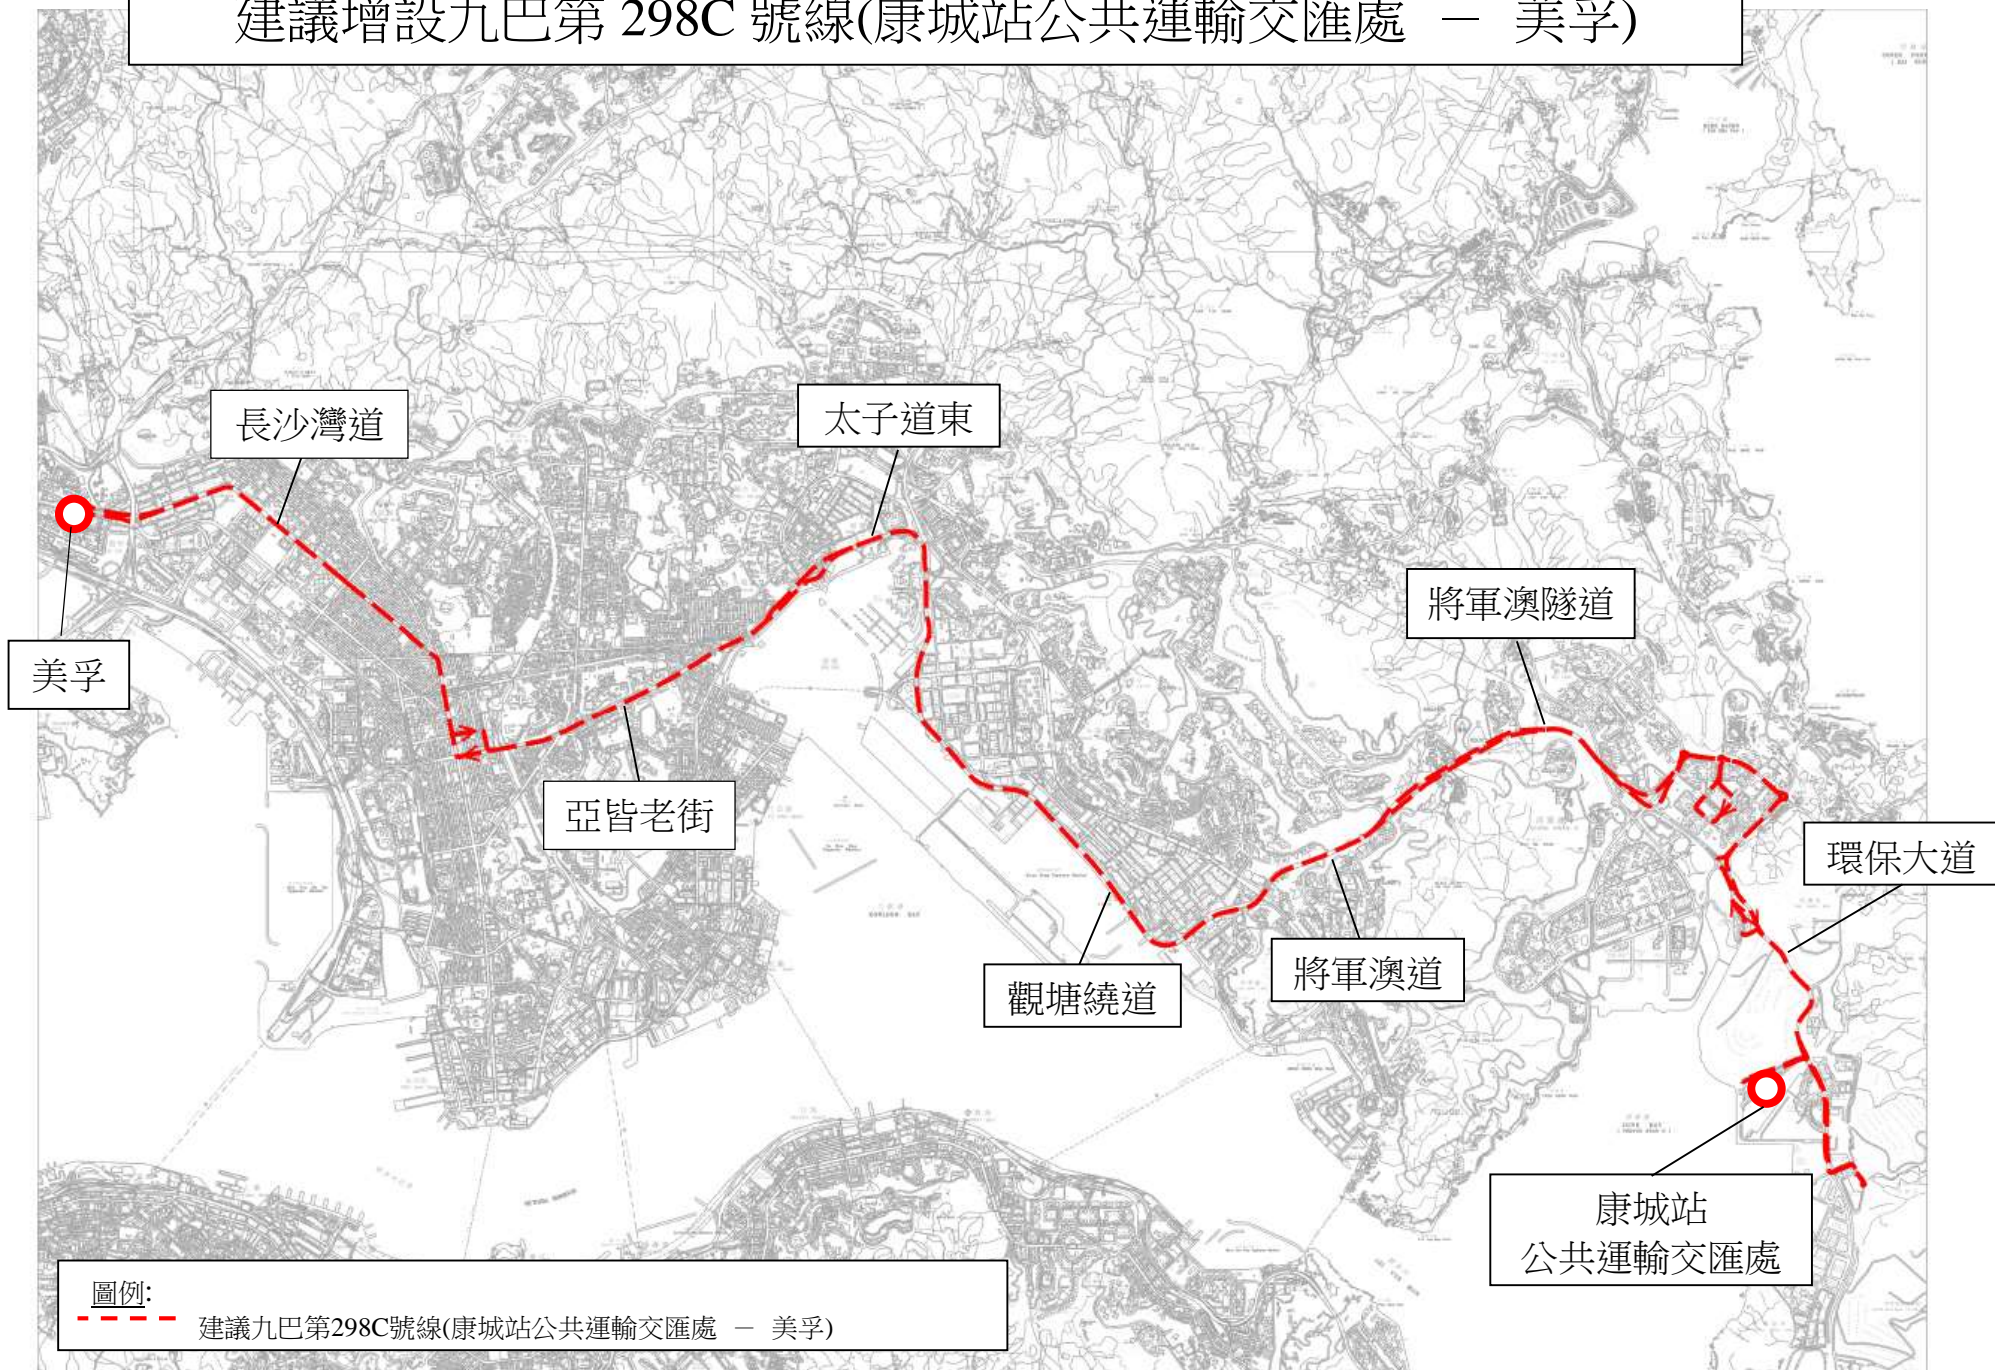 建議增設九巴第 298C 號線(康城站公共運輸交匯處 － 美孚)
長沙灣道
太子道東
將軍澳隧道
美孚
亞皆老街
環保大道
將軍澳道
觀塘繞道
康城站
公共運輸交匯處
圖例:
建議九巴第298C號線(康城站公共運輸交匯處 － 美孚)